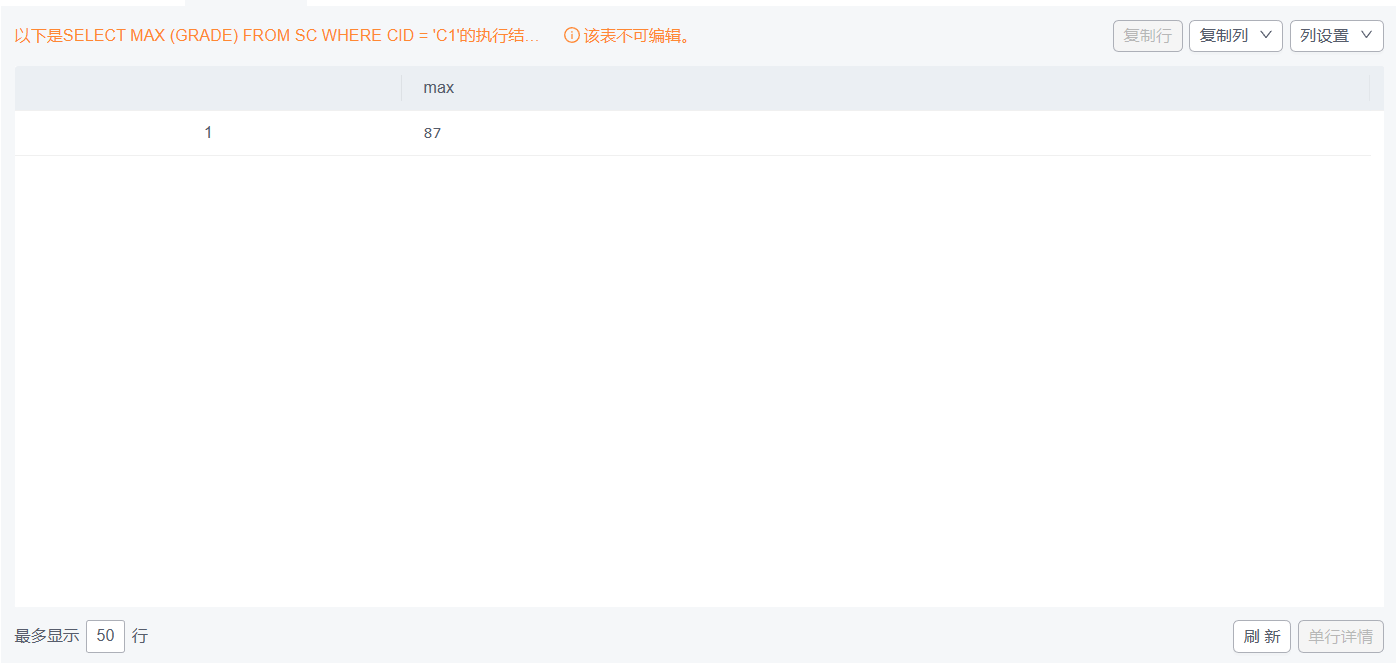 以下是SELECT MAX (GRADE) FROM SC WHERE CID = 'C1'的执行结... 该表不可编辑。 复制行 复制列 列设置
max
1 87
最多显示 50 行 刷 新 单行详情